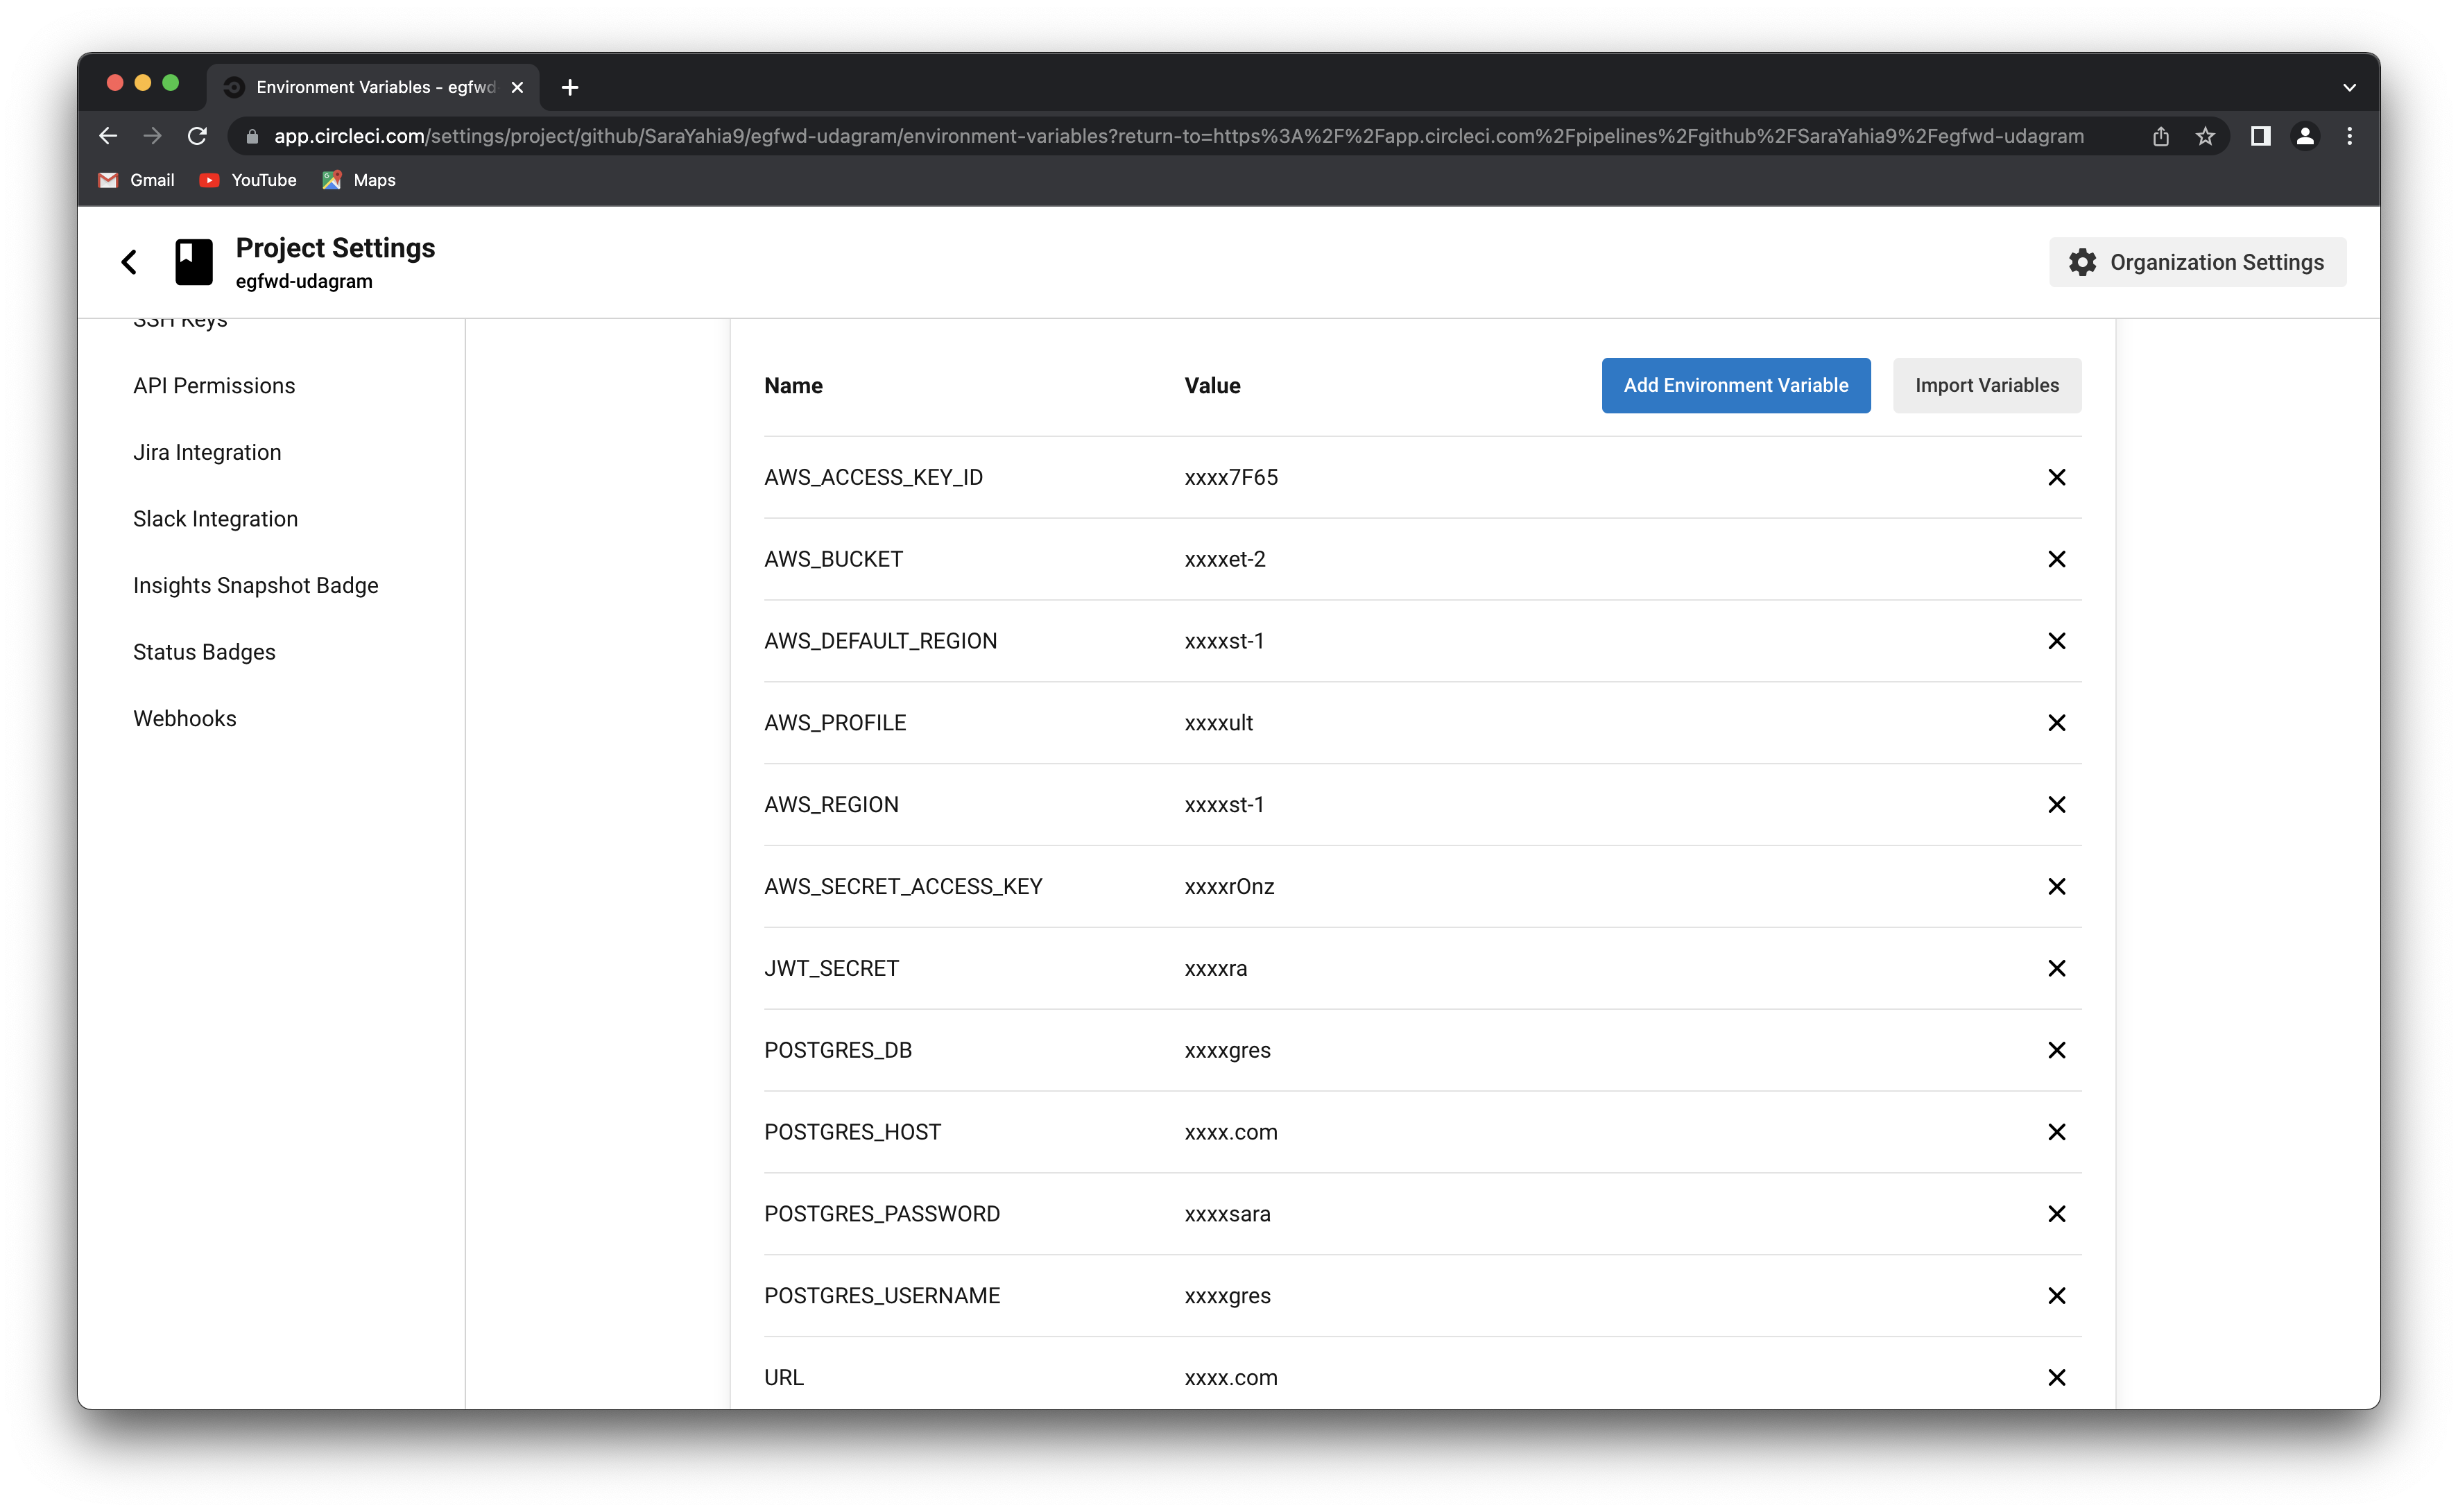 Environment Variables - egfwd
app.circleci.com/settings/project/github/SaraYahia9/egfwd-udagram/environment-variables?return-to=https%3A%2F%2Fapp.circleci.com%2Fpipelines%2Fgithub%2FSaraYahia9%2Fegfwd-udagram
Gmail YouTube Maps
Project Settings
egfwd-udagram
Organization Settings
SSH Keys
API Permissions
Jira Integration
Slack Integration
Insights Snapshot Badge
Status Badges
Webhooks
Name Value Add Environment Variable Import Variables
AWS_ACCESS_KEY_ID xxxx7F65
AWS_BUCKET xxxxet-2
AWS_DEFAULT_REGION xxxxst-1
AWS_PROFILE xxxxult
AWS_REGION xxxxst-1
AWS_SECRET_ACCESS_KEY xxxxrOnz
JWT_SECRET xxxxra
POSTGRES_DB xxxxgres
POSTGRES_HOST xxxx.com
POSTGRES_PASSWORD xxxxsara
POSTGRES_USERNAME xxxxgres
URL xxxx.com